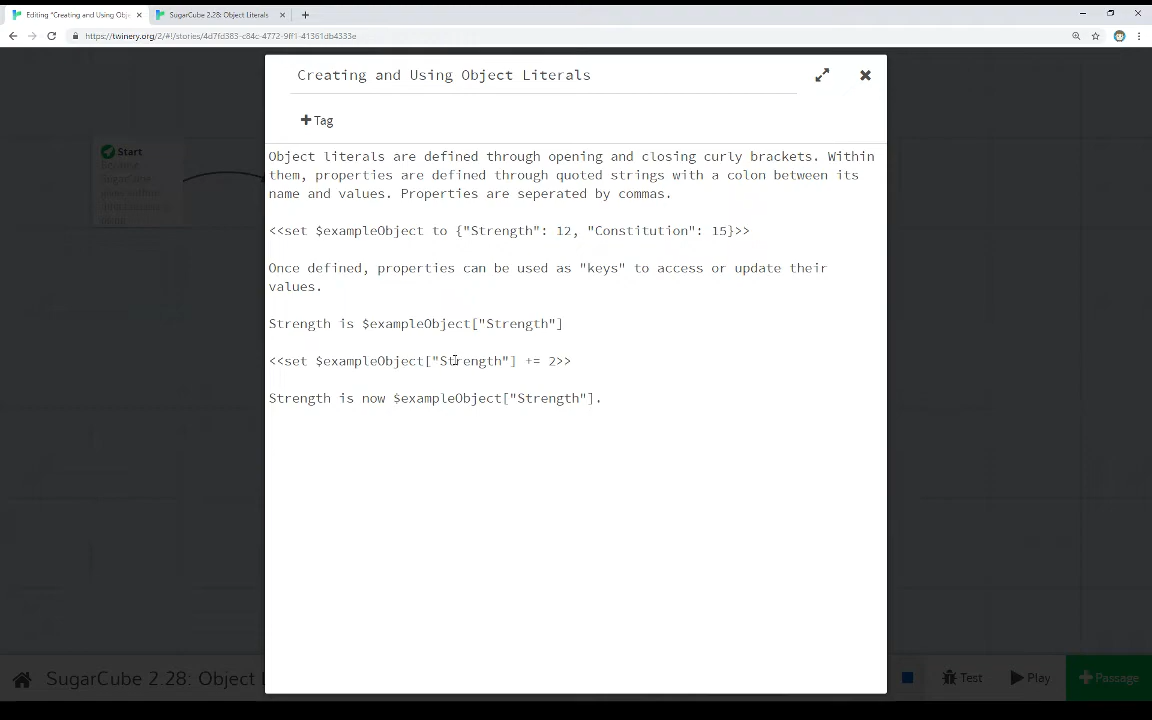 Editing "Creating and Using Obj
SugarCube 2.28: Object Literals
https://twinery.org/2/#!/stories/4d7fd383-c84c-4772-9ff1-41361db4333e
Creating and Using Object Literals
+ Tag
Start
Object literals are defined through opening and closing curly brackets. Within
them, properties are defined through quoted strings with a colon between its
name and values. Properties are seperated by commas.
<<set $exampleObject to {"Strength": 12, "Constitution": 15}>>
Once defined, properties can be used as "keys" to access or update their
values.
Strength is $exampleObject["Strength"]
<<set $exampleObject["Strength"] += 2>>
Strength is now $exampleObject["Strength"].
SugarCube 2.28: Object L
Test
Play
+Passage